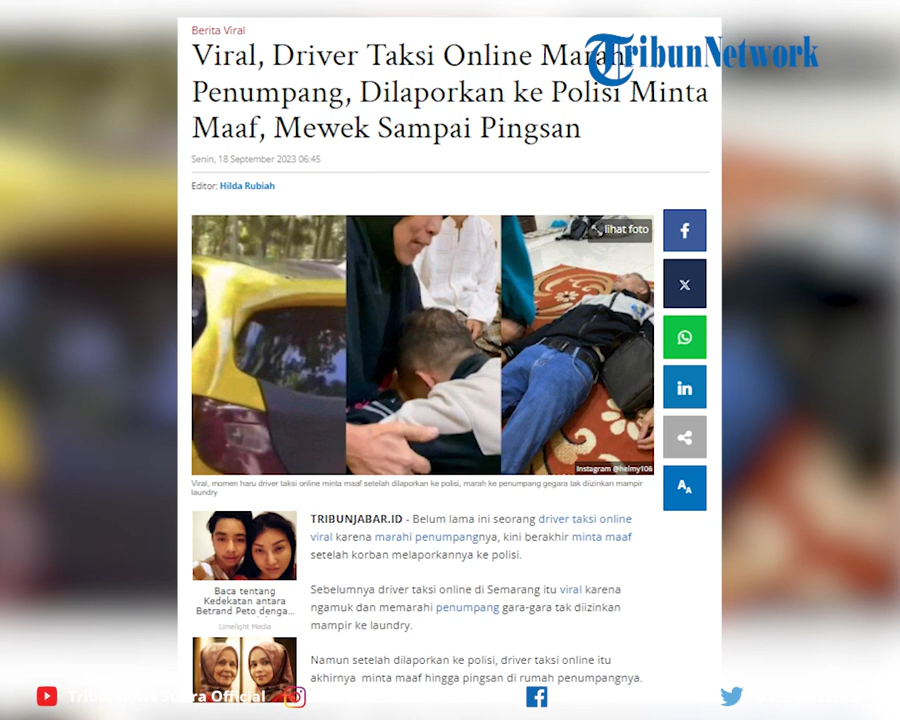 Berita Viral
TribunNetwork
Viral, Driver Taksi Online Marahi
Penumpang, Dilaporkan ke Polisi Minta
Maaf, Mewek Sampai Pingsan
Senin, 18 September 2023 06:45
Editor: Hilda Rubiah
lihat foto
Instagram @helmy106
Viral, momen haru driver taksi online minta maaf setelah dilaporkan ke polisi, marah ke penumpang gegara tak diizinkan mampir
laundry
TRIBUNJABAR.ID - Belum lama ini seorang driver taksi online
viral karena marahi penumpangnya, kini berakhir minta maaf
setelah korban melaporkannya ke polisi.
Sebelumnya driver taksi online di Semarang itu viral karena
ngamuk dan memarahi penumpang gara-gara tak diizinkan
mampir ke laundry.
Namun setelah dilaporkan ke polisi, driver taksi online itu
akhirnya minta maaf hingga pingsan di rumah penumpangnya.
Baca tentang
Kedekatan antara
Betrand Peto denga...
Limelight Media
Official